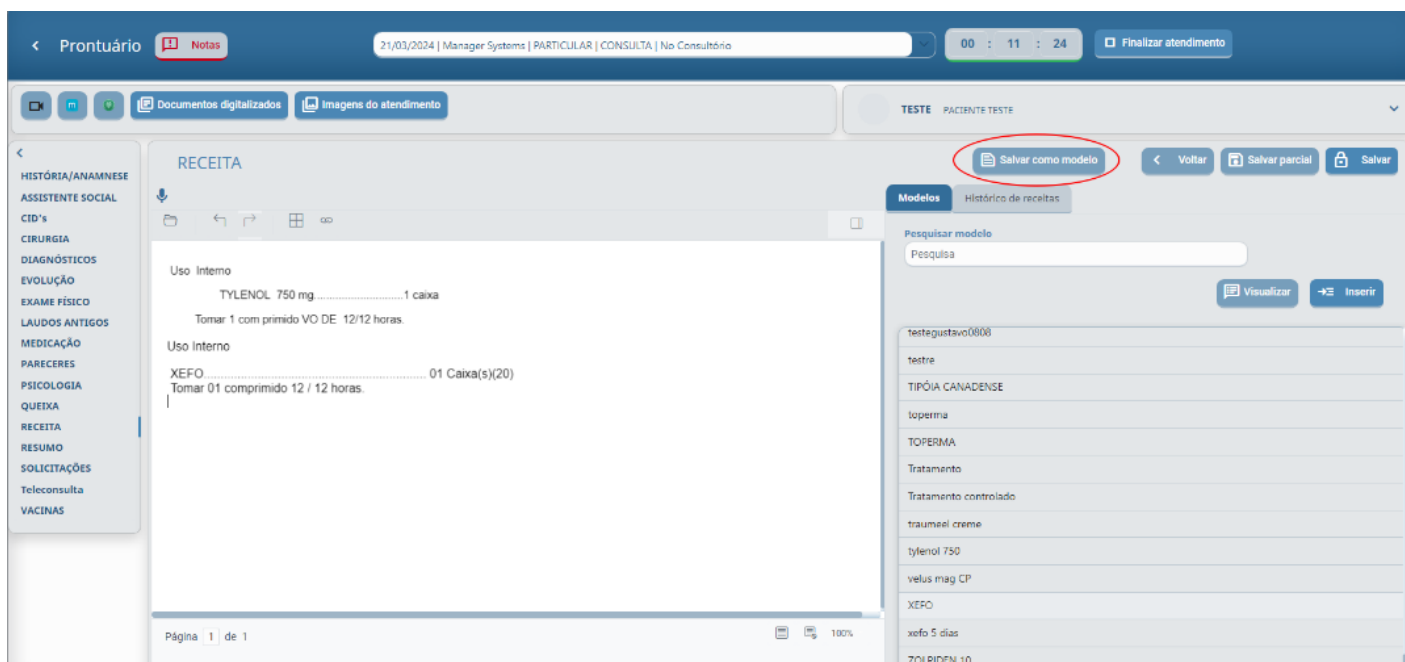 Prontuário
Notas
21/03/2024 | Manager Systems | PARTICULAR | CONSULTA | No Consultório
00 : 11 : 24
Finalizar atendimento
Documentos digitalizados
Imagens do atendimento
TESTE PACIENTE TESTE
HISTÓRIA/ANAMNESE
ASSISTENTE SOCIAL
CID's
CIRURGIA
DIAGNÓSTICOS
EVOLUÇÃO
EXAME FÍSICO
LAUDOS ANTIGOS
MEDICAÇÃO
PARECERES
PSICOLOGIA
QUEIXA
RECEITA
RESUMO
SOLICITAÇÕES
Teleconsulta
VACINAS
RECEITA
Salvar como modelo
Voltar
Salvar parcial
Salvar
Uso Interno
TYLENOL 750 mg..............................1 caixa
Tomar 1 com primido VO DE 12/12 horas.
Uso Interno
XEFO.......................................................... 01 Caixa(s)(20)
Tomar 01 comprimido 12 / 12 horas.
Página 1 de 1
100%
Modelos
Histórico de receitas
Pesquisar modelo
Pesquisa
Visualizar
Inserir
testegustavo0808
testre
TIPÓIA CANADENSE
toperma
TOPERMA
Tratamento
Tratamento controlado
traumeel creme
tylenol 750
velus mag CP
XEFO
xefo 5 dias
ZOLPIDEN 10